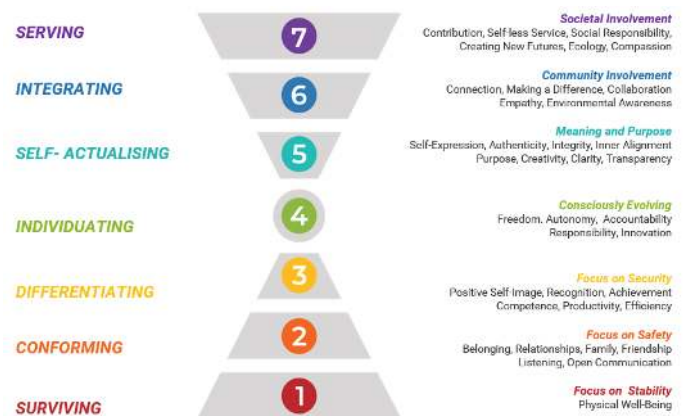 SERVING
7
Societal Involvement
Contribution, Self-less Service, Social Responsibility,
Creating New Futures, Ecology, Compassion
INTEGRATING
6
Community Involvement
Connection, Making a Difference, Collaboration
Empathy, Environmental Awareness
SELF- ACTUALISING
5
Meaning and Purpose
Self-Expression, Authenticity, Integrity, Inner Alignment
Purpose, Creativity, Clarity, Transparency
INDIVIDUATING
4
Consciously Evolving
Freedom. Autonomy, Accountability
Responsibility, Innovation
DIFFERENTIATING
3
Focus on Security
Positive Self-Image, Recognition, Achievement
Competence, Productivity, Efficiency
CONFORMING
2
Focus on Safety
Belonging, Relationships, Family, Friendship
Listening, Open Communication
SURVIVING
1
Focus on Stability
Physical Well-Being